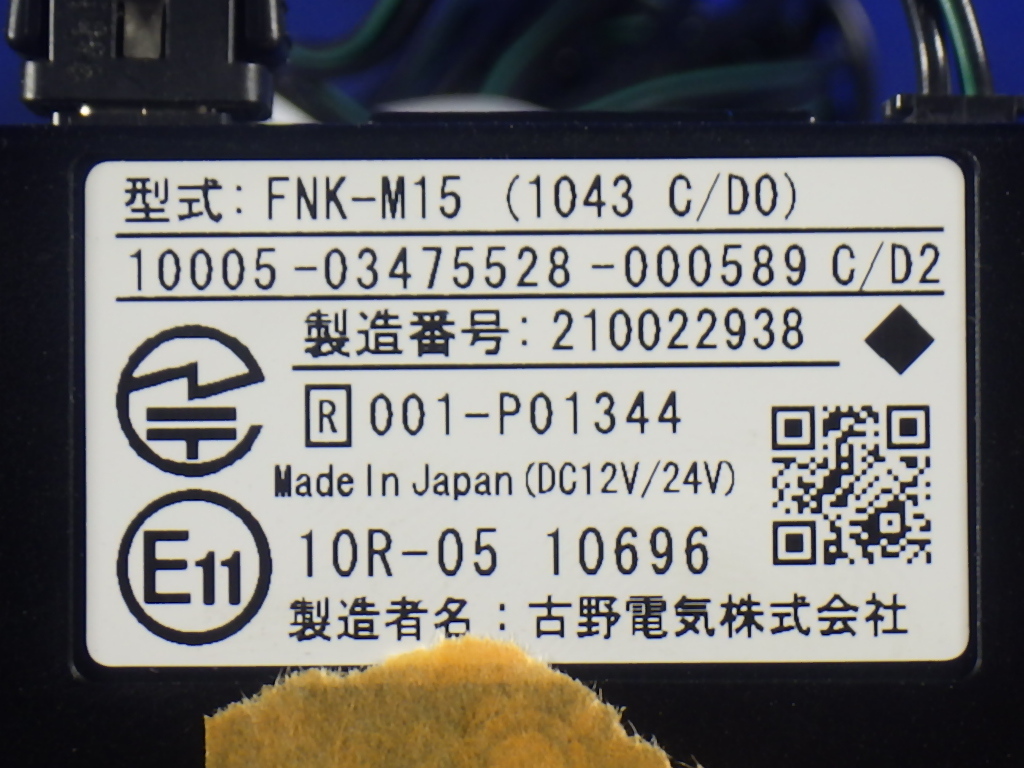 型式: FNK-M15 (1043 C/D0)
10005-03475528-000589 C/D2
製造番号: 210022938
R 001-P01344
Made In Japan (DC12V/24V)
E11 10R-05 10696
製造者名：古野電気株式会社